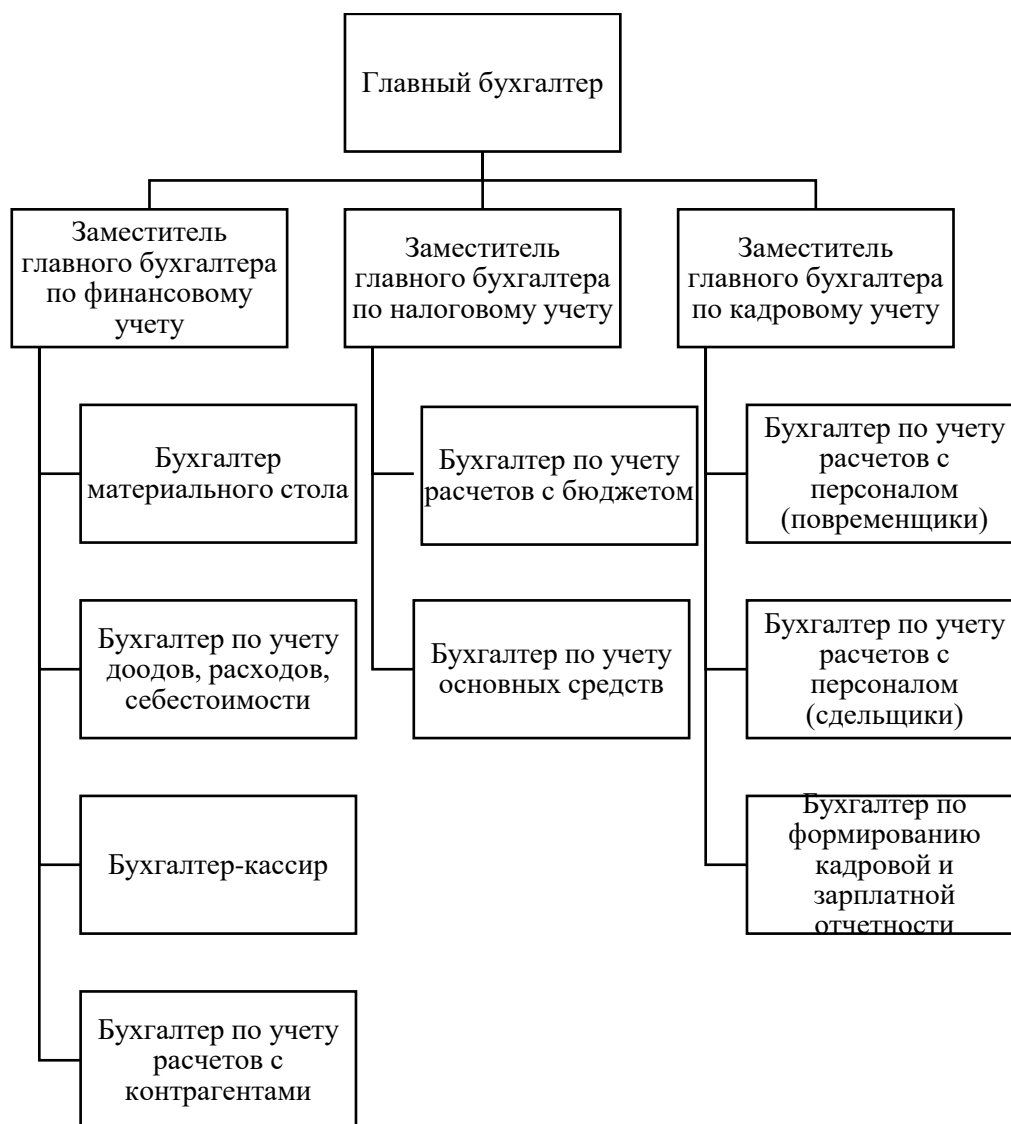 Главный бухгалтер
Заместитель
главного бухгалтера
по финансовому
учету
Заместитель
главного бухгалтера
по налоговому учету
Заместитель
главного бухгалтера
по кадровому учету
Бухгалтер
материального стола
Бухгалтер по учету
доодов, расходов,
себестоимости
Бухгалтер-кассир
Бухгалтер по учету
расчетов с
контрагентами
Бухгалтер по учету
расчетов с бюджетом
Бухгалтер по учету
основных средств
Бухгалтер по учету
расчетов с
персоналом
(повременщики)
Бухгалтер по учету
расчетов с
персоналом
(сдельщики)
Бухгалтер по
формированию
кадровой и
зарплатной
отчетности